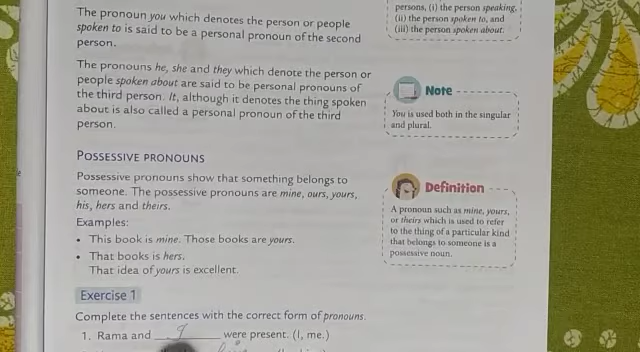 The pronoun you which denotes the person or people
spoken to is said to be a personal pronoun of the second
person.
The pronouns he, she and they which denote the person or
people spoken about are said to be personal pronouns of
the third person. It, although it denotes the thing spoken
about is also called a personal pronoun of the third
person.
POSSESSIVE PRONOUNS
Possessive pronouns show that something belongs to
someone. The possessive pronouns are mine, ours, yours,
his, hers and theirs.
Examples:
• This book is mine. Those books are yours.
• That books is hers.
That idea of yours is excellent.
Exercise 1
Complete the sentences with the correct form of pronouns.
1. Rama and I were present. (I, me.)
persons, (i) the person speaking,
(ii) the person spoken to, and
(iii) the person spoken about.
Note
You is used both in the singular
and plural.
Definition
A pronoun such as mine, yours,
or theirs which is used to refer
to the thing of a particular kind
that belongs to someone is a
possessive noun.